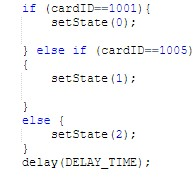 if (cardID==1001){
setState(0);
} else if (cardID==1005)
{
setState(1);
}
else {
setState(2);
}
delay(DELAY_TIME);